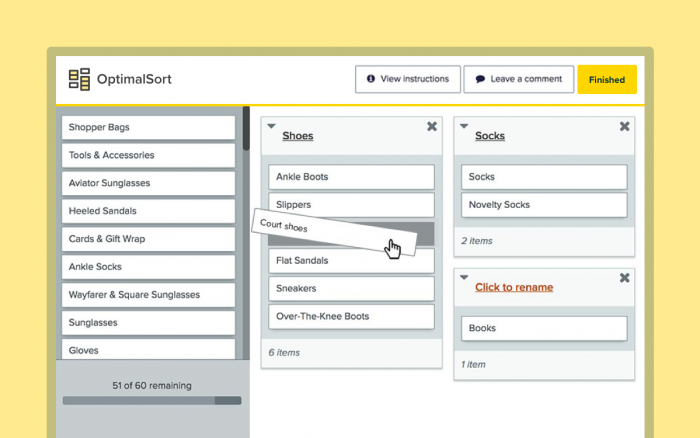 OptimalSort
View instructions
Leave a comment
Finished
Shopper Bags
Tools & Accessories
Aviator Sunglasses
Heeled Sandals
Cards & Gift Wrap
Ankle Socks
Wayfarer & Square Sunglasses
Sunglasses
Gloves
51 of 60 remaining
Shoes
Ankle Boots
Slippers
Court shoes
Flat Sandals
Sneakers
Over-The-Knee Boots
6 items
Socks
Socks
Novelty Socks
2 items
Click to rename
Books
1 item